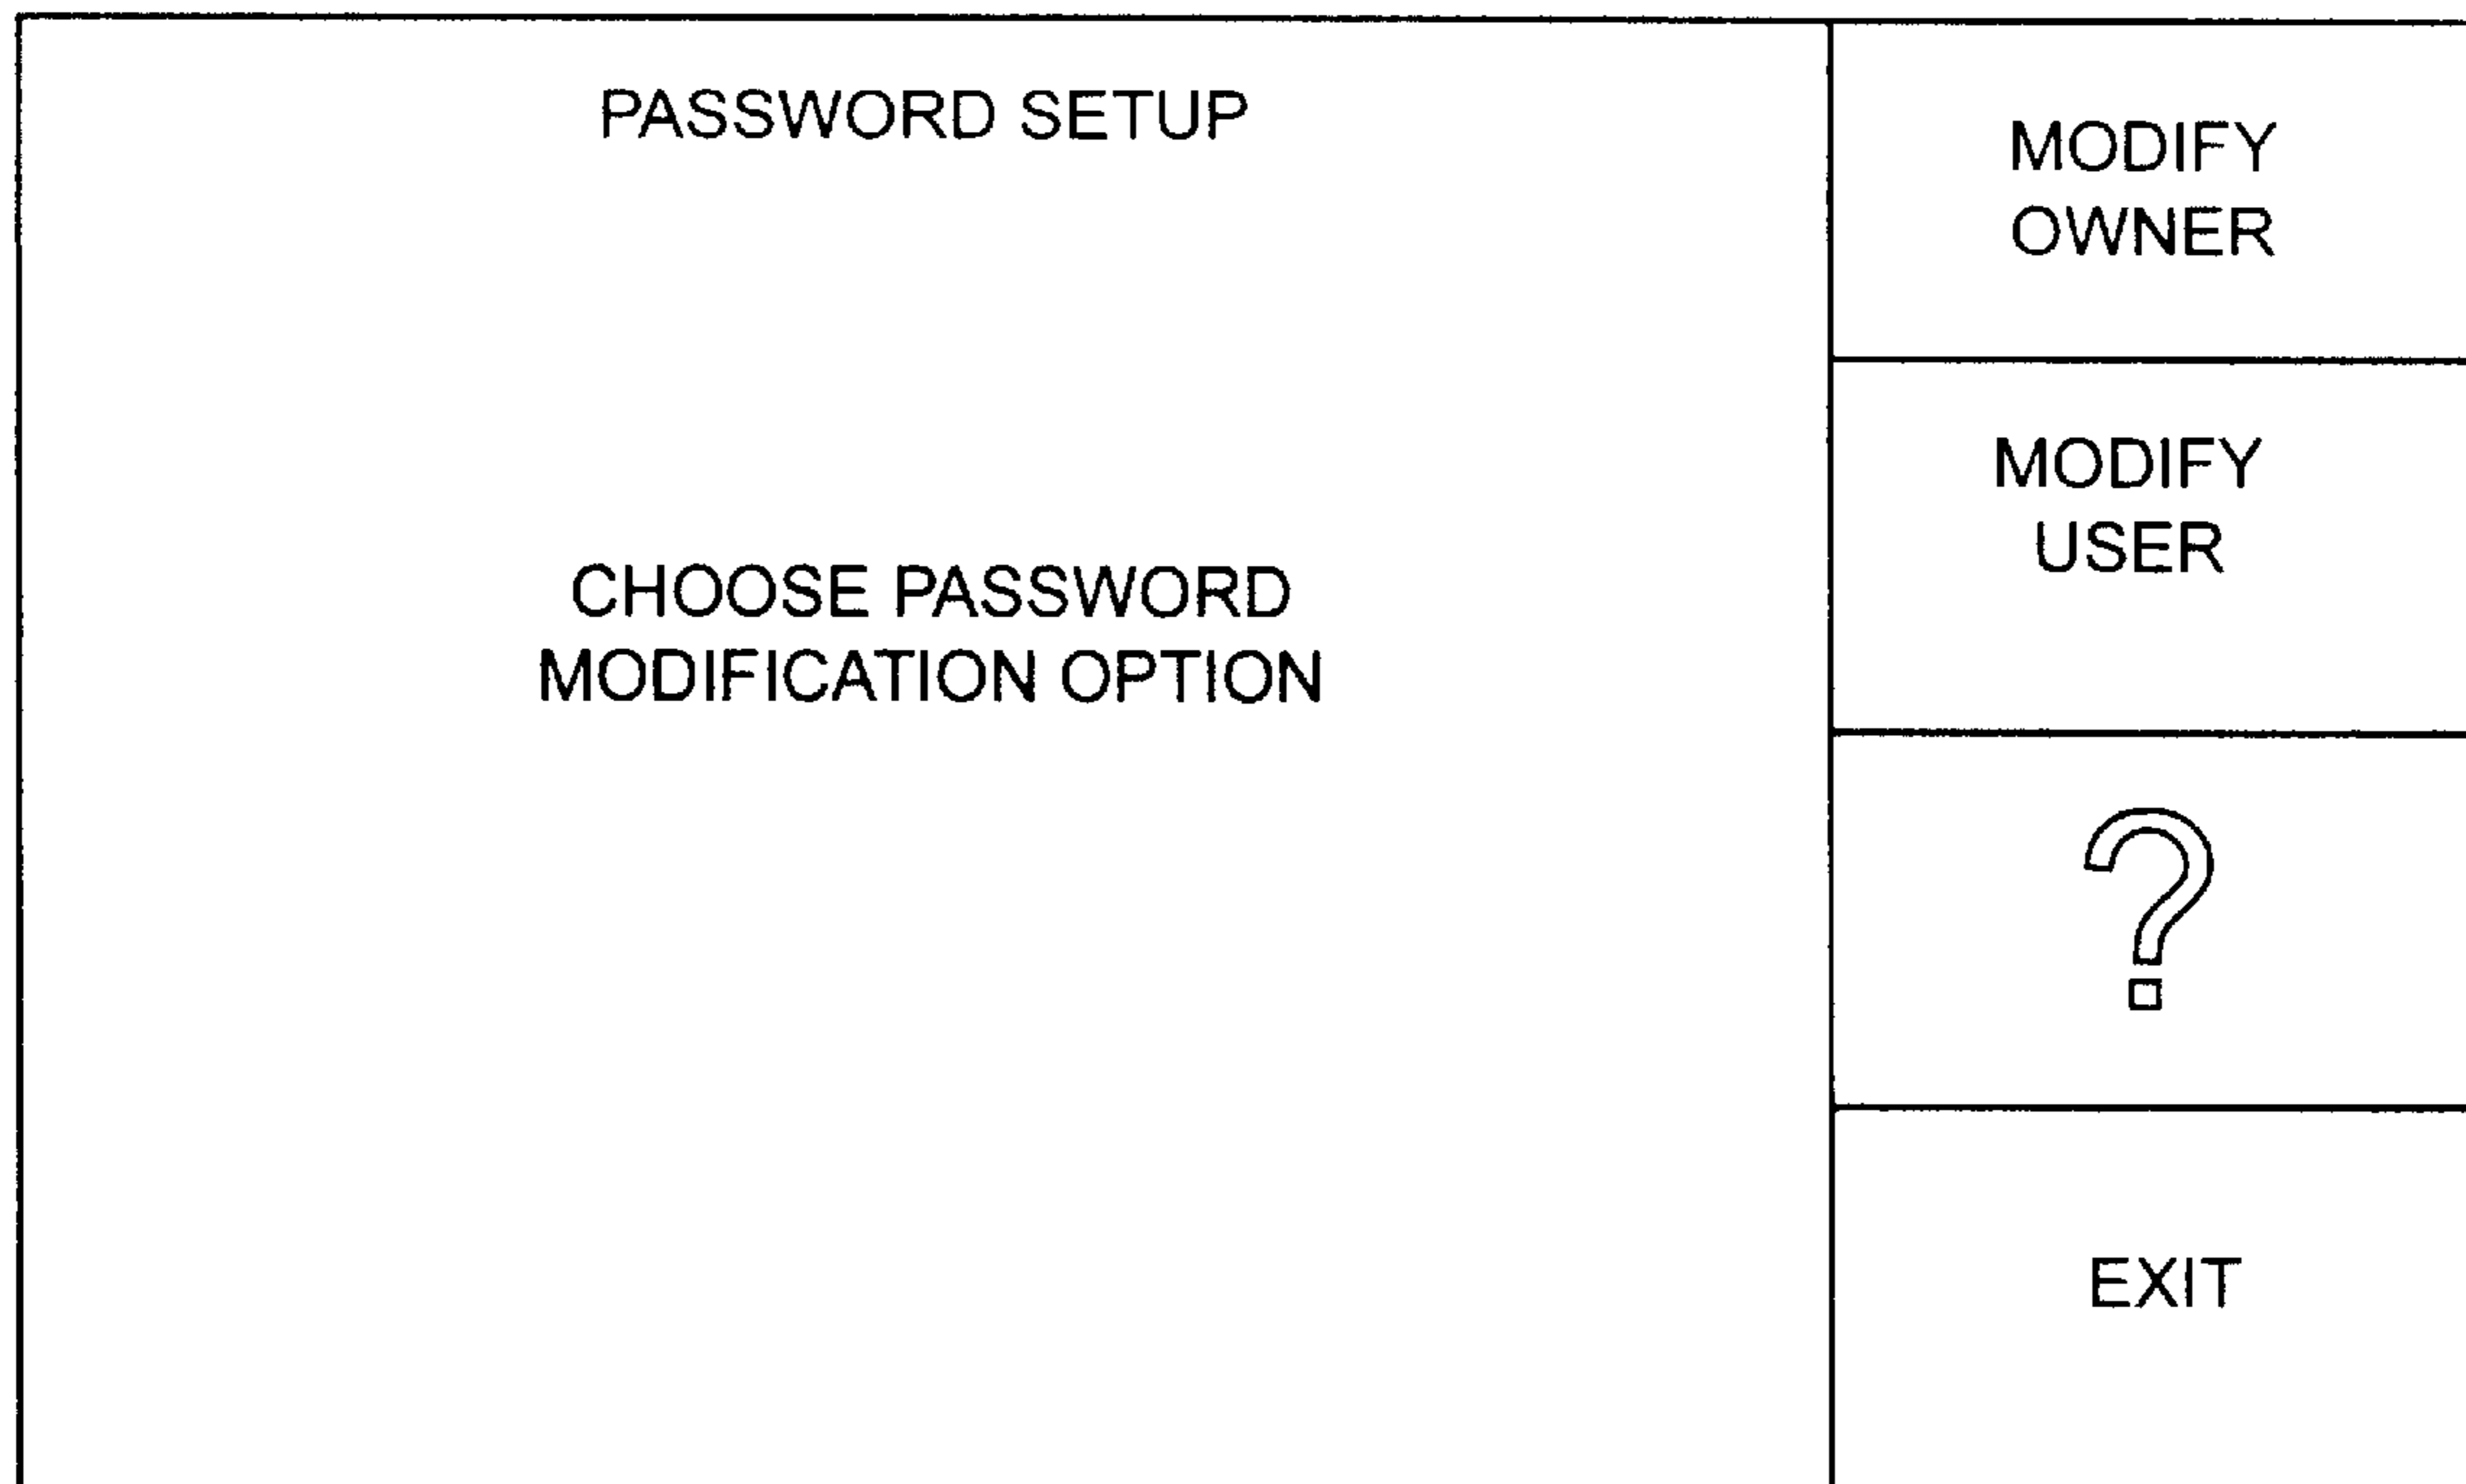 PASSWORD SETUP
CHOOSE PASSWORD
MODIFICATION OPTION
MODIFY
OWNER
MODIFY
USER
?
EXIT